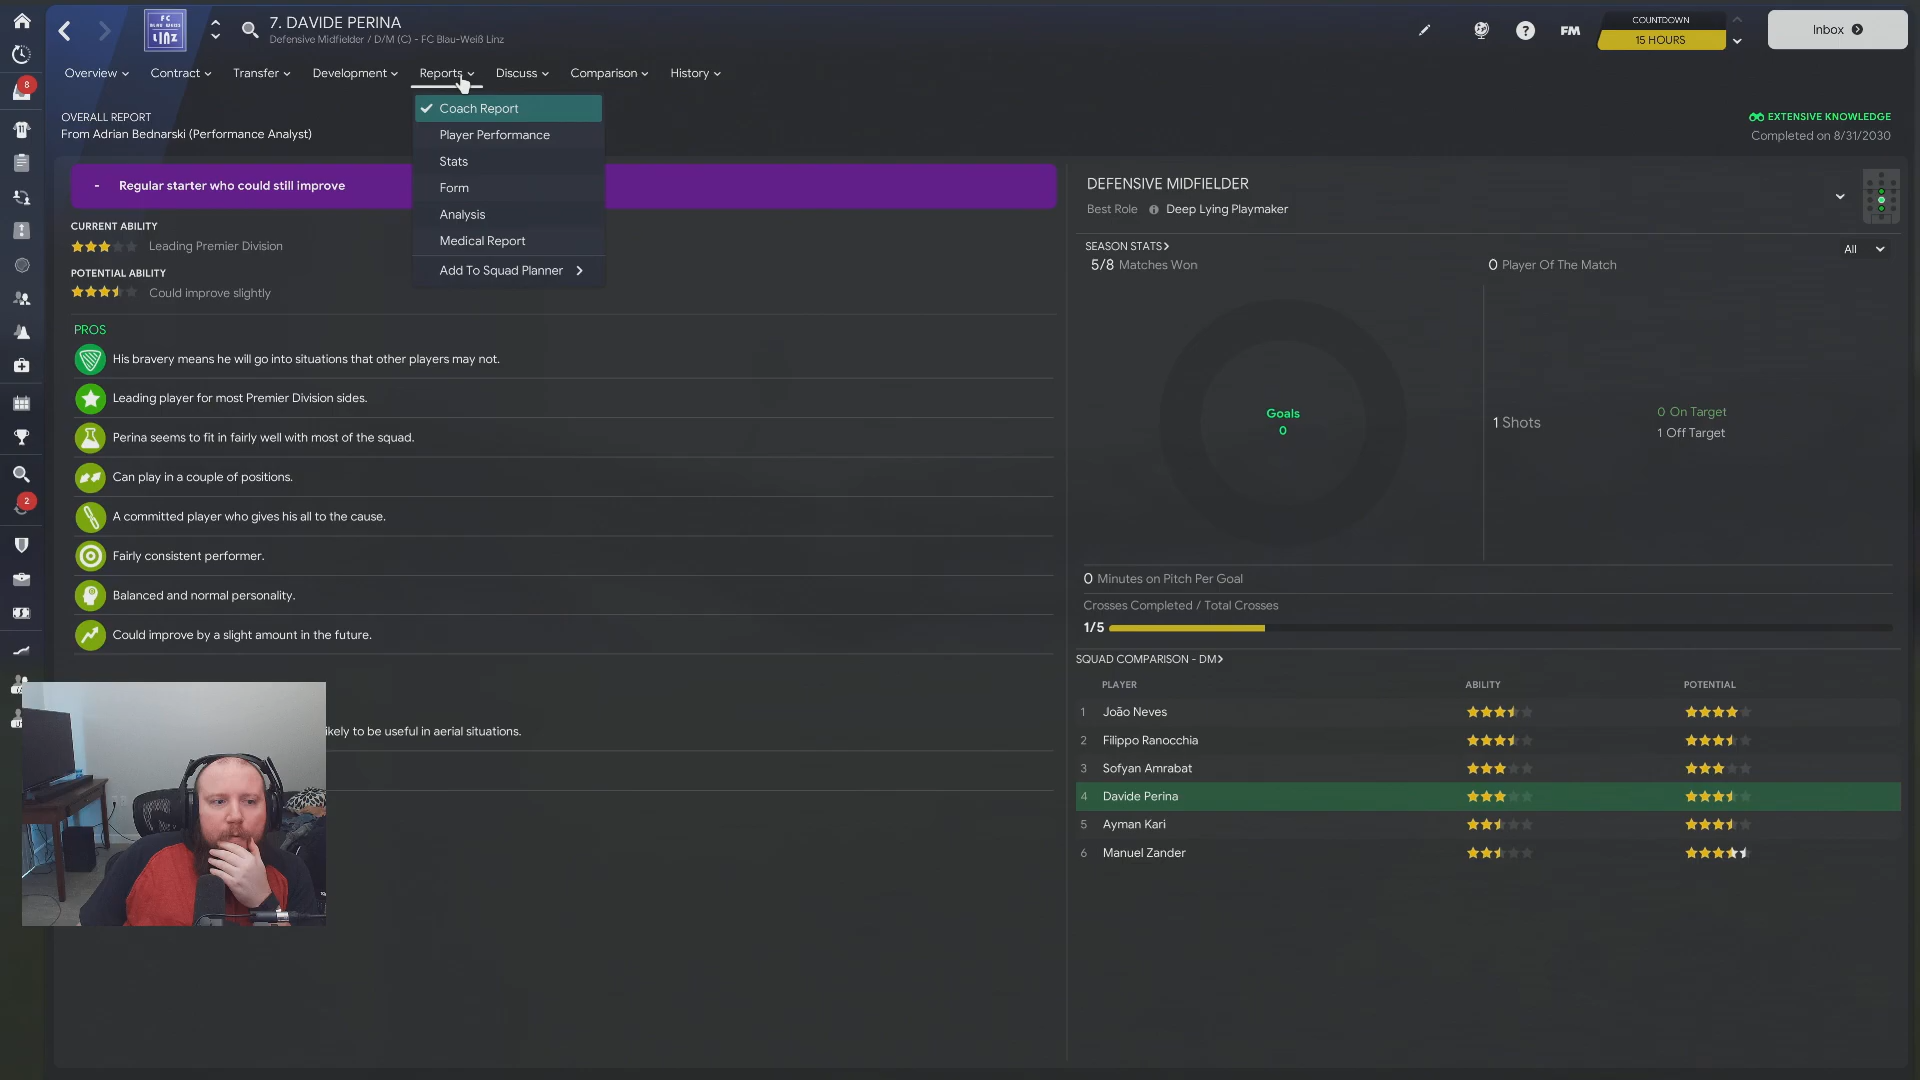 7. DAVIDE PERINA
Defensive Midfielder / D/M (C) - FC Blau-Weiß Linz
FC
BLAU WEISS
LINZ
FM
COUNTDOWN
15 HOURS
Inbox
Overview
Contract
Transfer
Development
Reports
Discuss
Comparison
History
Coach Report
Player Performance
Stats
Form
Analysis
Medical Report
Add To Squad Planner
8
2
OVERALL REPORT
From Adrian Bednarski (Performance Analyst)
EXTENSIVE KNOWLEDGE
Completed on 8/31/2030
- Regular starter who could still improve
CURRENT ABILITY
Leading Premier Division
POTENTIAL ABILITY
Could improve slightly
PROS
His bravery means he will go into situations that other players may not.
Leading player for most Premier Division sides.
Perina seems to fit in fairly well with most of the squad.
Can play in a couple of positions.
A committed player who gives his all to the cause.
Fairly consistent performer.
Balanced and normal personality.
Could improve by a slight amount in the future.
to be useful in aerial situations.
DEFENSIVE MIDFIELDER
Best Role Deep Lying Playmaker
SEASON STATS
All
5/8 Matches Won
0 Player Of The Match
Goals
0
1 Shots
0 On Target
1 Off Target
0 Minutes on Pitch Per Goal
Crosses Completed / Total Crosses
1/5
SQUAD COMPARISON - DM
PLAYER ABILITY POTENTIAL
1 João Neves
2 Filippo Ranocchia
3 Sofyan Amrabat
4 Davide Perina
5 Ayman Kari
6 Manuel Zander